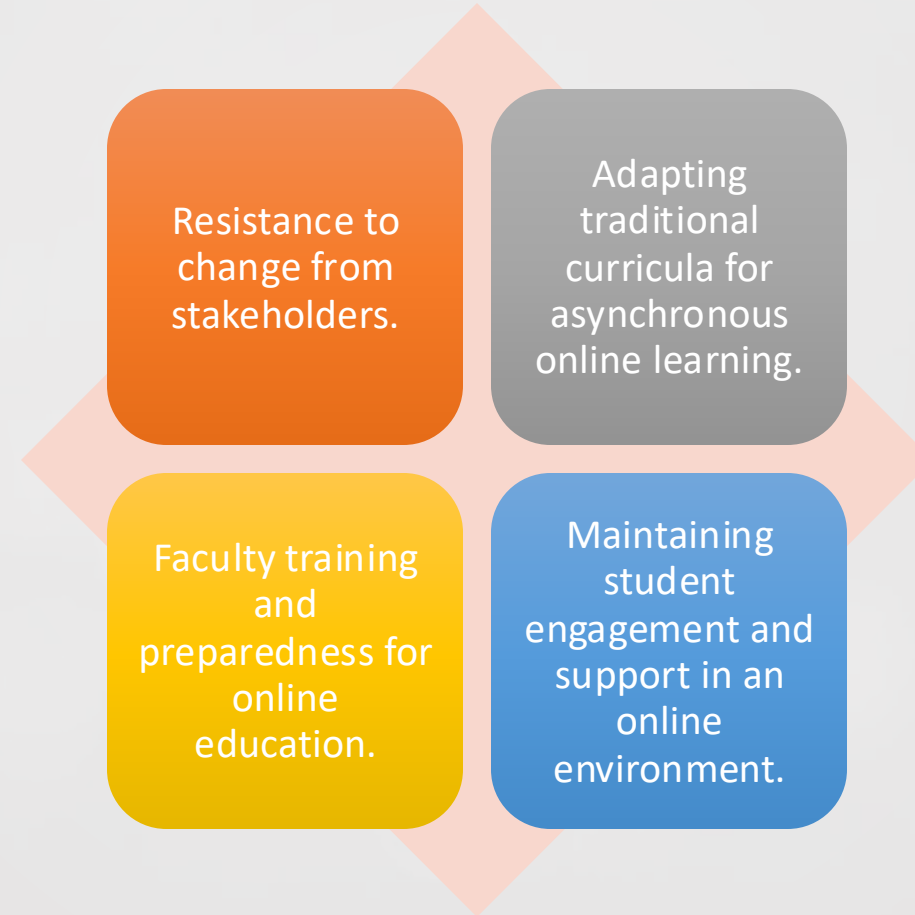 Resistance to
change from
stakeholders.
Adapting
traditional
curricula for
asynchronous
online learning.
Faculty training
and
preparedness for
online
education.
Maintaining
student
engagement and
support in an
online
environment.